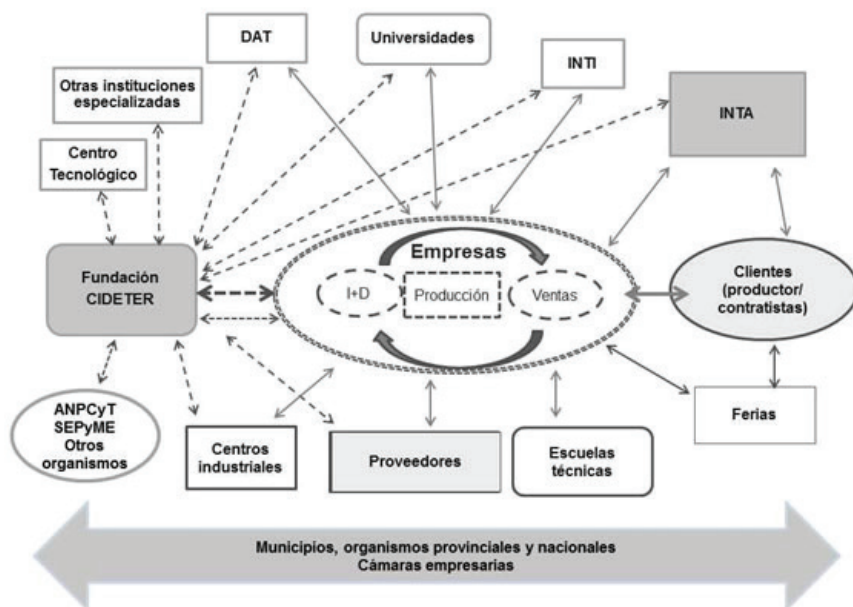 DAT
Universidades
INTI
Otras instituciones
especializadas
INTA
Centro
Tecnológico
Empresas
Fundación
CIDETER
I+D
Producción
Ventas
Clientes
(productor/
contratistas)
ANPCyT
SEPyME
Otros
organismos
Centros
industriales
Proveedores
Escuelas
técnicas
Ferias
Municipios, organismos provinciales y nacionales
Cámaras empresarias